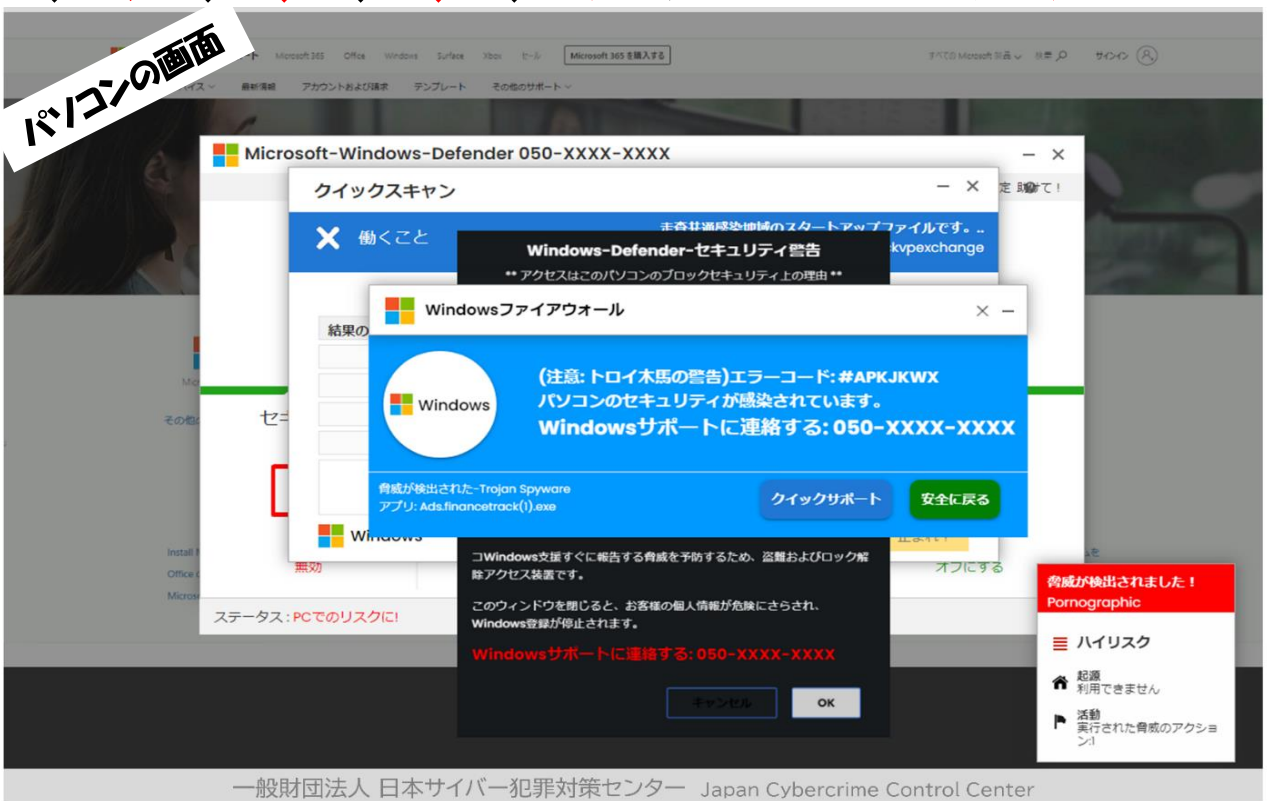 パソコンの画面
Microsoft 365 Office Windows Surface Xbox セール Microsoft 365 を購入する
すべての Microsoft 製品 検索 サインイン
最新情報 アカウントおよび請求 テンプレート その他のサポート
Microsoft-Windows-Defender 050-XXXX-XXXX
クイックスキャン
働くこと
Windows-Defender-セキュリティ警告
** アクセスはこのパソコンのブロックセキュリティ上の理由 **
kvpexchange
Windowsファイアウォール
結果の
Windows
(注意: トロイ木馬の警告)エラーコード: #APKJKWX
パソコンのセキュリティが感染されています。
Windowsサポートに連絡する: 050-XXXX-XXXX
脅威が検出された-Trojan Spyware
アプリ: Ads.financetrack(1).exe
クイックサポート
安全に戻る
コWindows支援すぐに報告する脅威を予防するため、盗難およびロック解
除アクセス装置です。
このウィンドウを閉じると、お客様の個人情報が危険にさらされ、
Windows登録が停止されます。
Windowsサポートに連絡する: 050-XXXX-XXXX
キャンセル
OK
無効
オフにする
ステータス : PCでのリスクに!
脅威が検出されました！
Pornographic
ハイリスク
起源
利用できません
活動
実行された脅威のアクショ
ン:1
一般財団法人 日本サイバー犯罪対策センター Japan Cybercrime Control Center